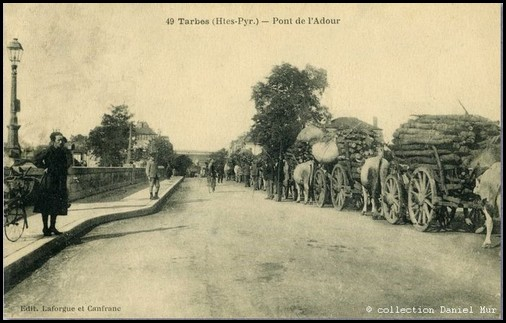 49 Tarbes (Htes-Pyr.) — Pont de l'Adour
Edit. Laforgue et Canfranc
© collection Daniel Mur